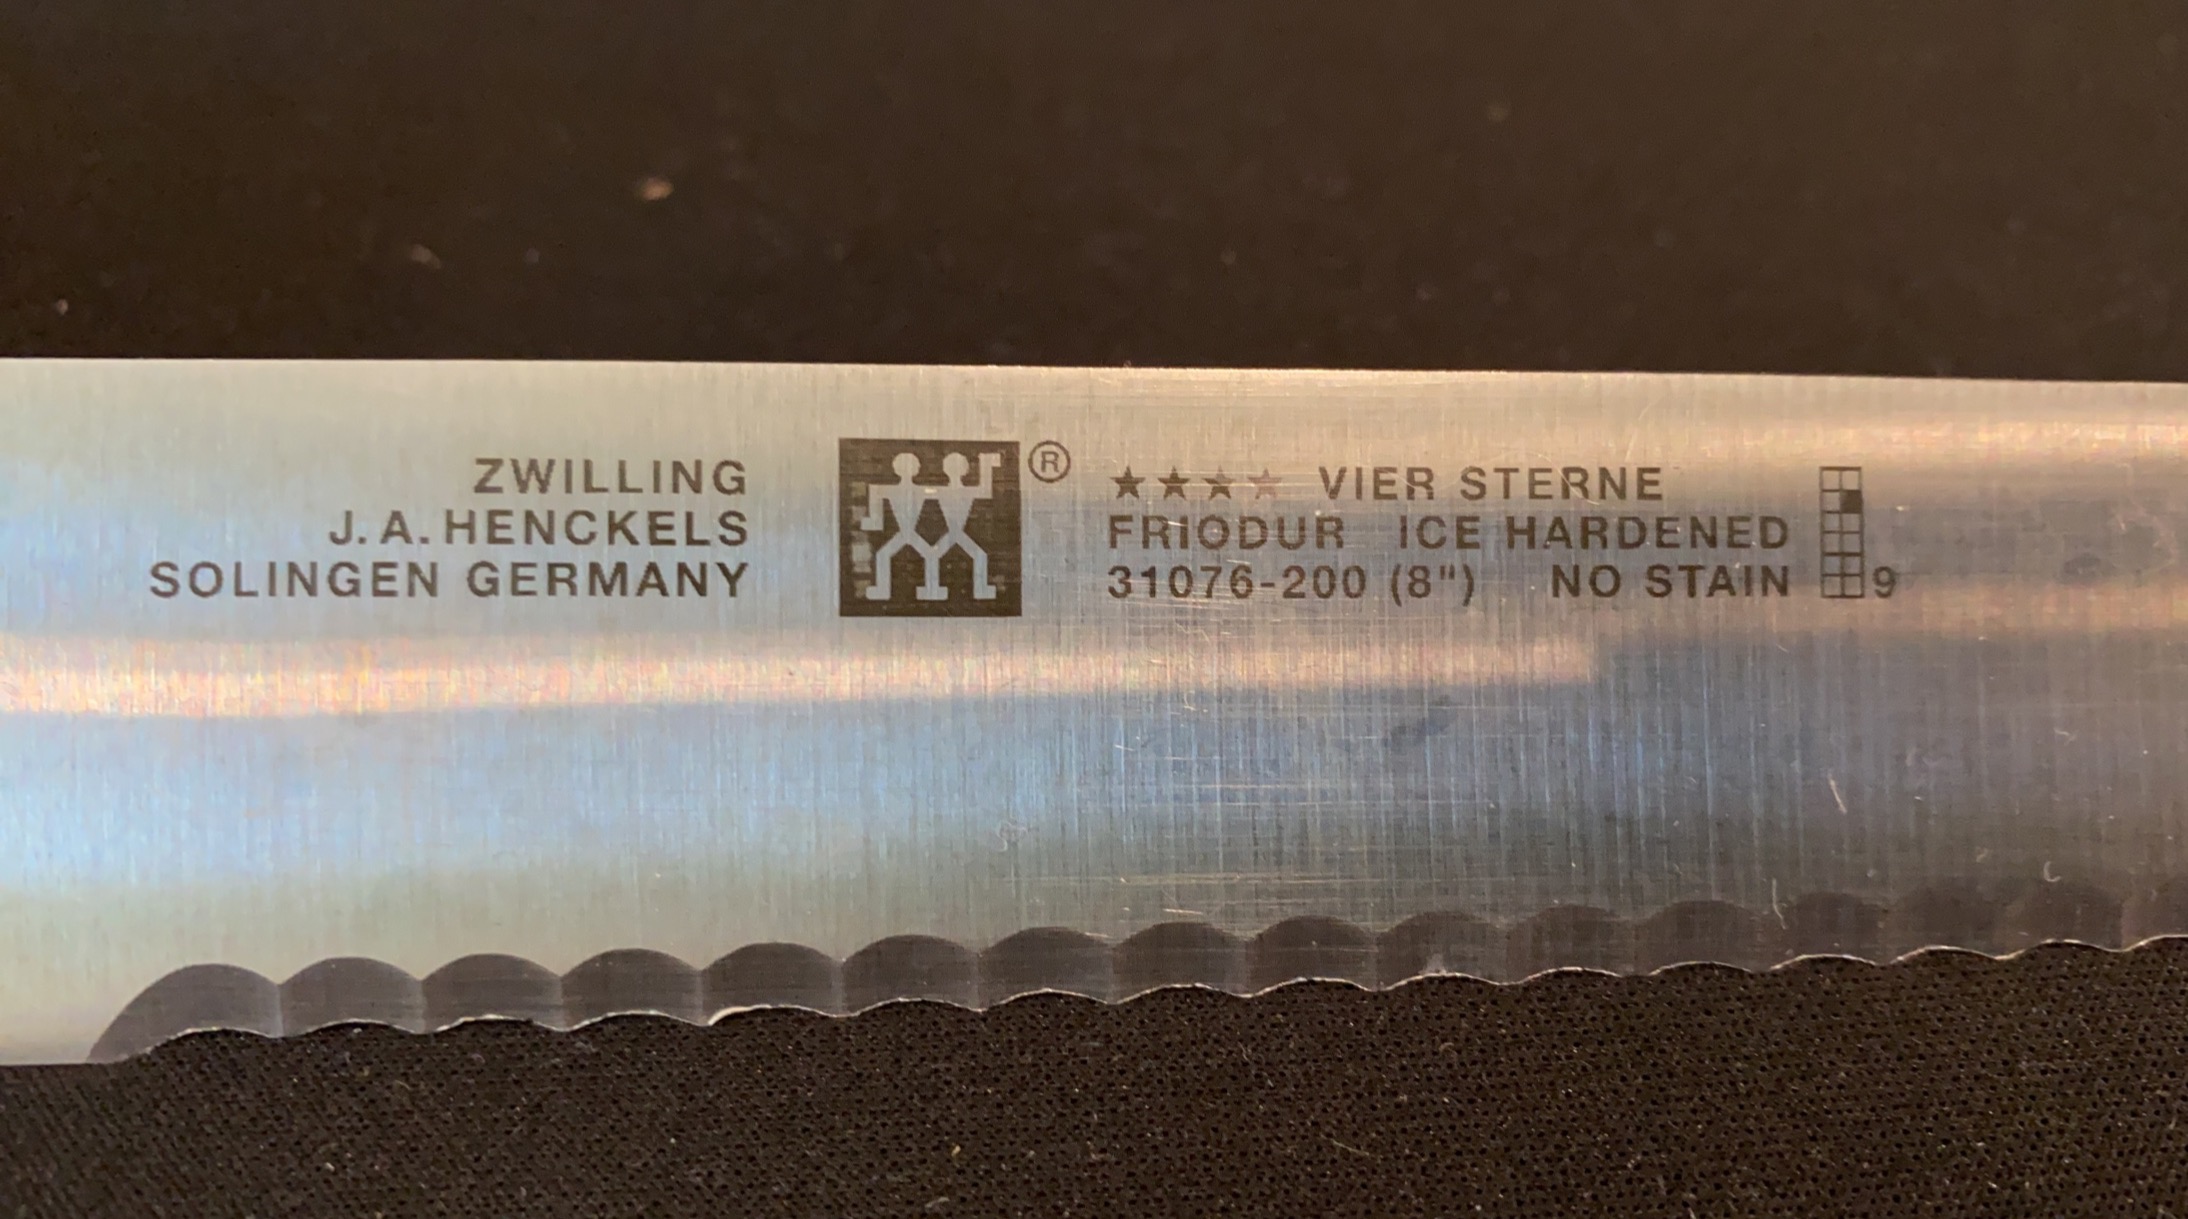 ZWILLING
J.A.HENCKELS
SOLINGEN GERMANY
®
★★★★ VIER STERNE
FRIODUR ICE HARDENED
31076-200 (8") NO STAIN
9